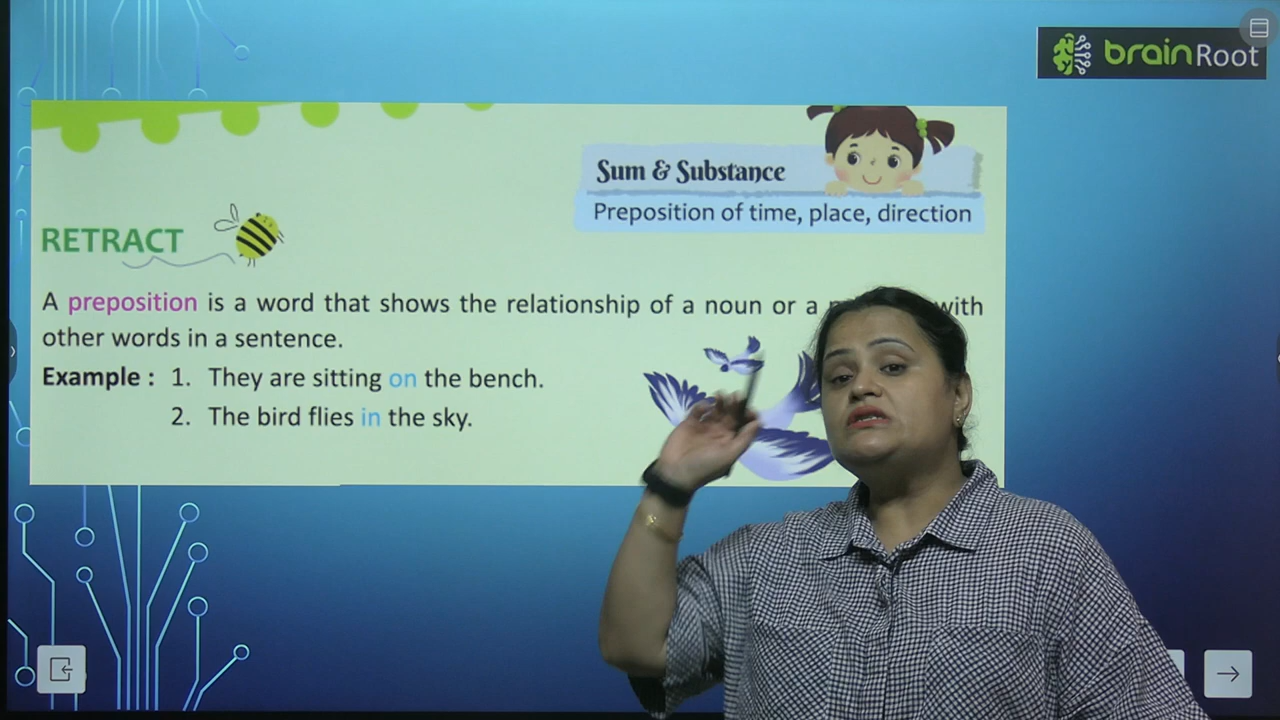 brainRoot
Sum & Substance
Preposition of time, place, direction
RETRACT
A preposition is a word that shows the relationship of a noun or a with
other words in a sentence.
Example : 1. They are sitting on the bench.
2. The bird flies in the sky.